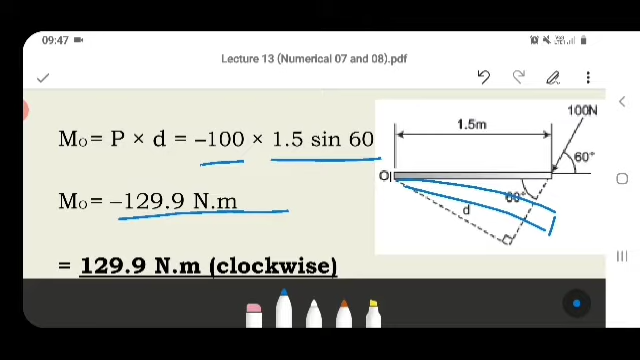 09:47
Lecture 13 (Numerical 07 and 08).pdf
Mo = P × d = –100 × 1.5 sin 60
Mo = –129.9 N.m
= 129.9 N.m (clockwise)
100N
1.5m
60°
O
60°
d